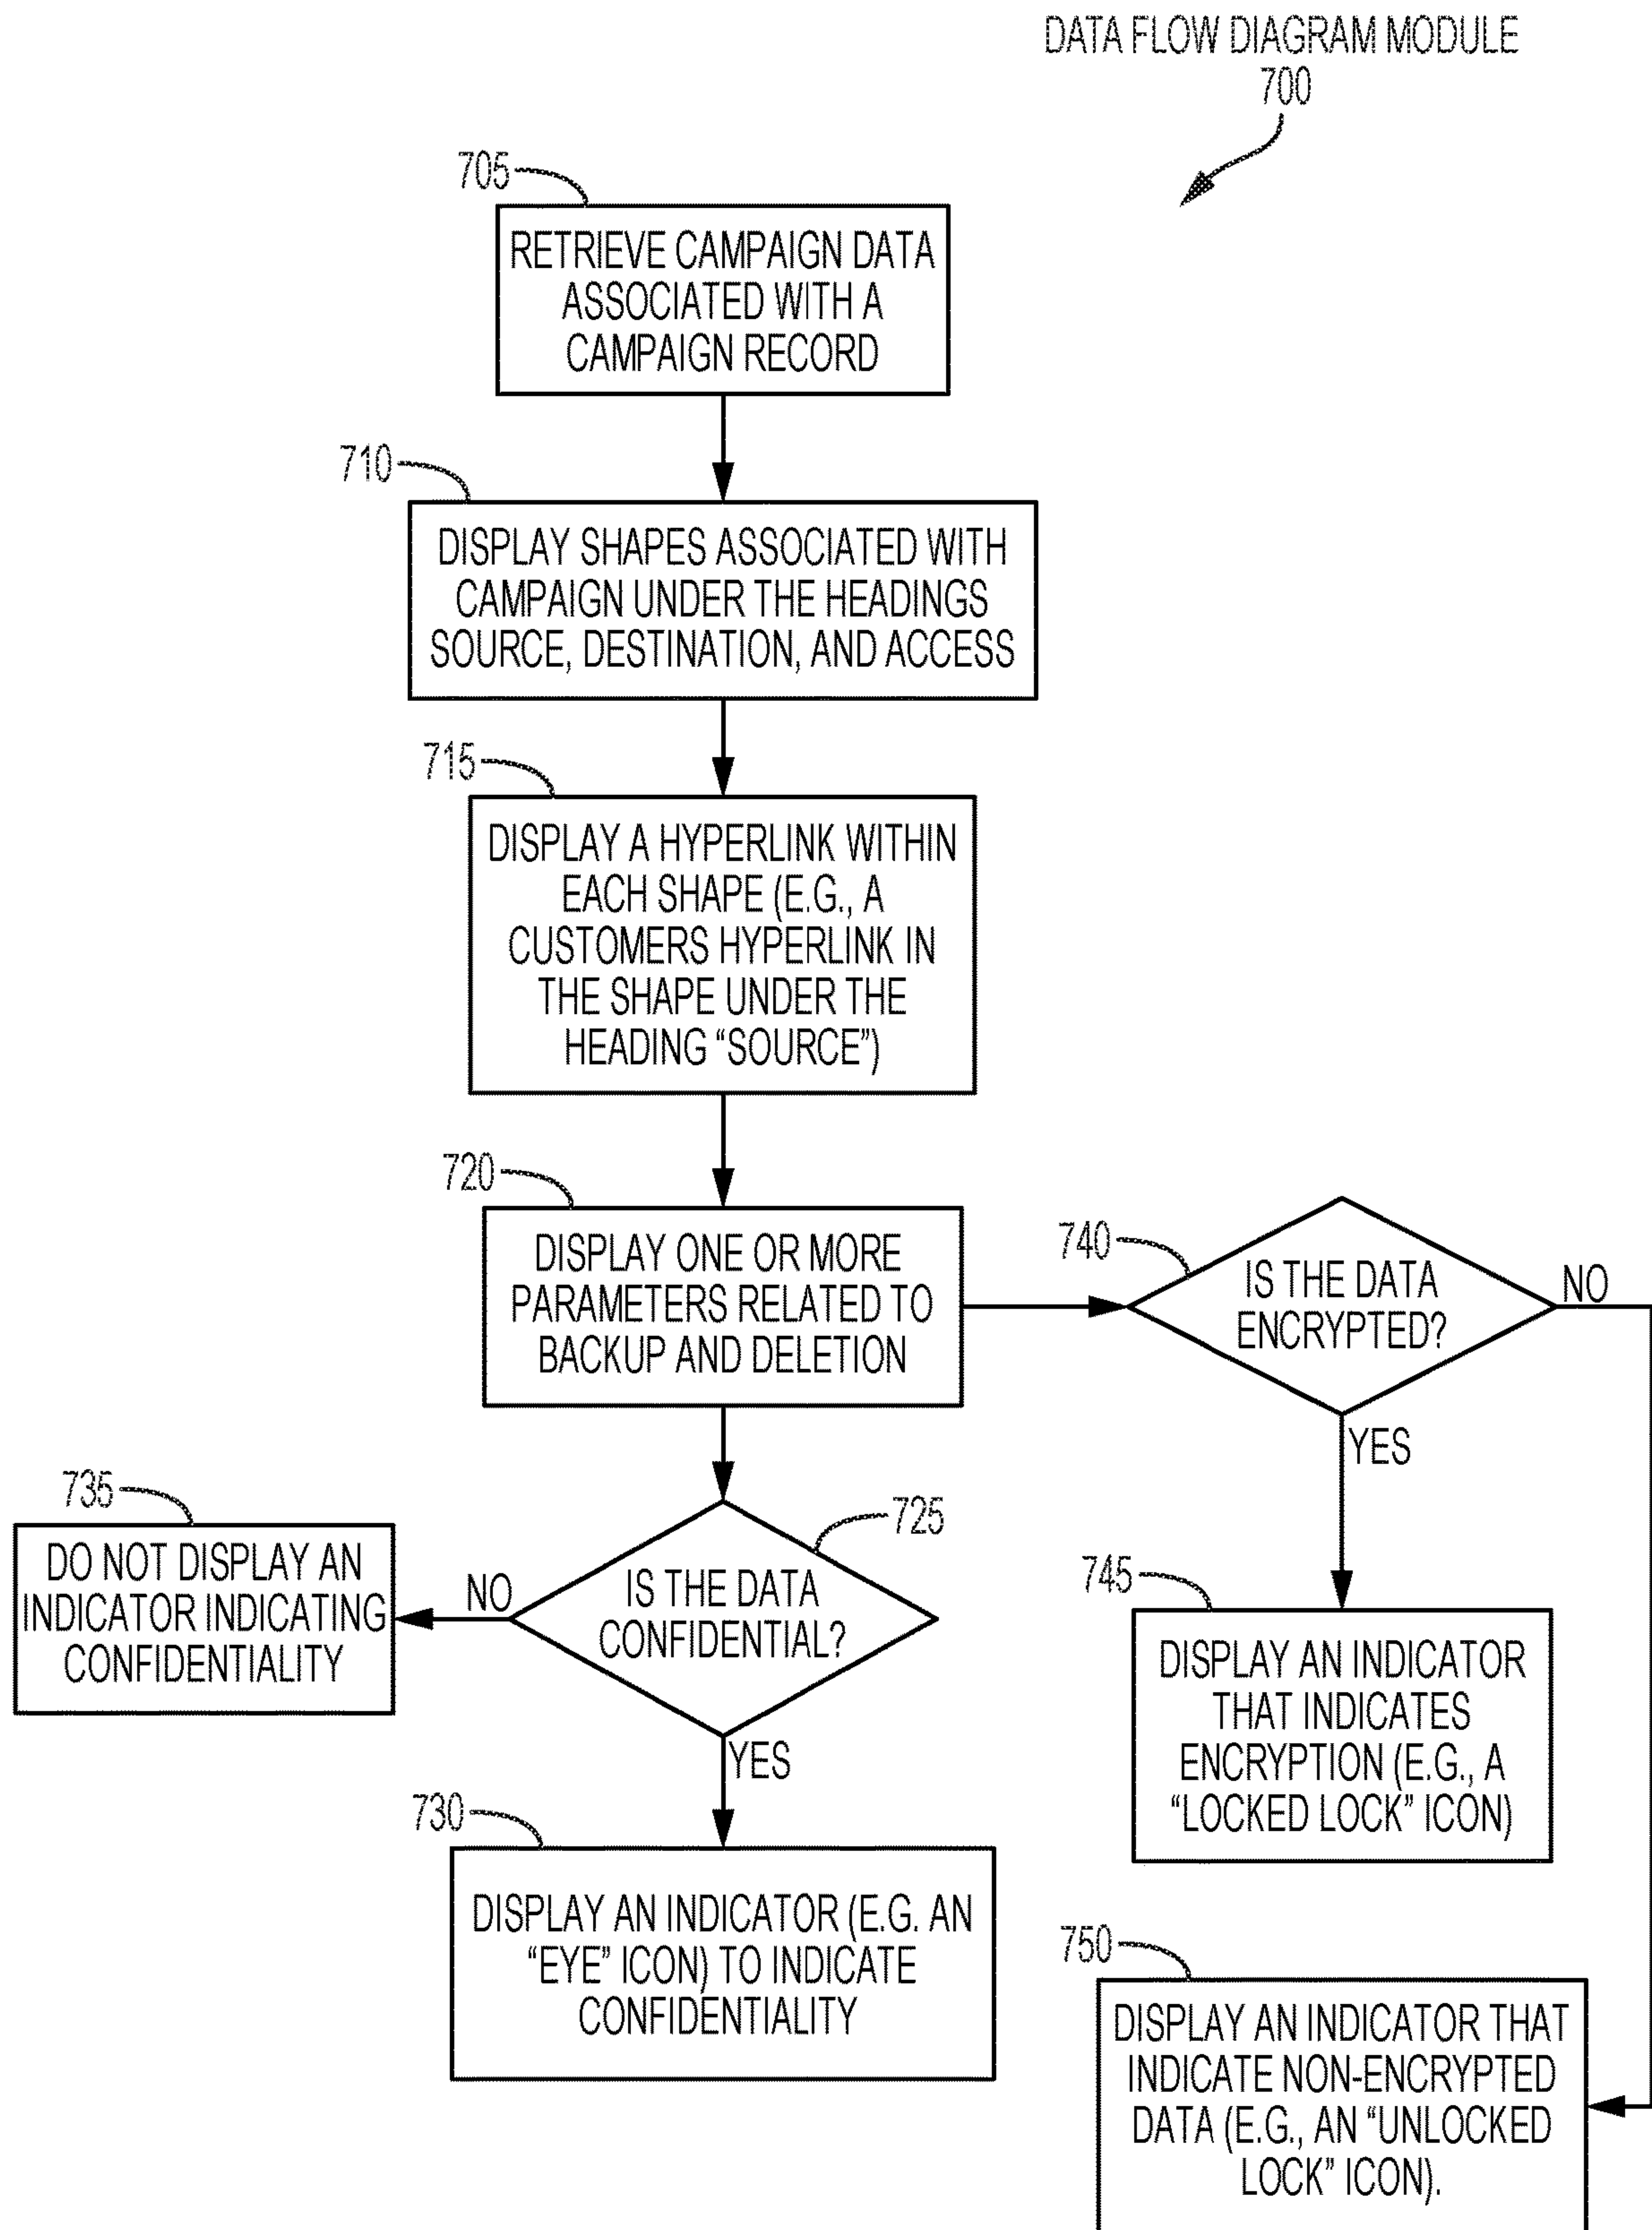 DATA FLOW DIAGRAM MODULE
700
705
RETRIEVE CAMPAIGN DATA
ASSOCIATED WITH A
CAMPAIGN RECORD
710
DISPLAY SHAPES ASSOCIATED WITH
CAMPAIGN UNDER THE HEADINGS
SOURCE, DESTINATION, AND ACCESS
715
DISPLAY A HYPERLINK WITHIN
EACH SHAPE (E.G., A
CUSTOMERS HYPERLINK IN
THE SHAPE UNDER THE
HEADING “SOURCE”)
720
DISPLAY ONE OR MORE
PARAMETERS RELATED TO
BACKUP AND DELETION
740
IS THE DATA
ENCRYPTED?
NO
YES
735
DO NOT DISPLAY AN
INDICATOR INDICATING
CONFIDENTIALITY
NO
725
IS THE DATA
CONFIDENTIAL?
YES
745
DISPLAY AN INDICATOR
THAT INDICATES
ENCRYPTION (E.G., A
“LOCKED LOCK” ICON)
730
DISPLAY AN INDICATOR (E.G. AN
“EYE” ICON) TO INDICATE
CONFIDENTIALITY
750
DISPLAY AN INDICATOR THAT
INDICATE NON-ENCRYPTED
DATA (E.G., AN “UNLOCKED
LOCK” ICON).